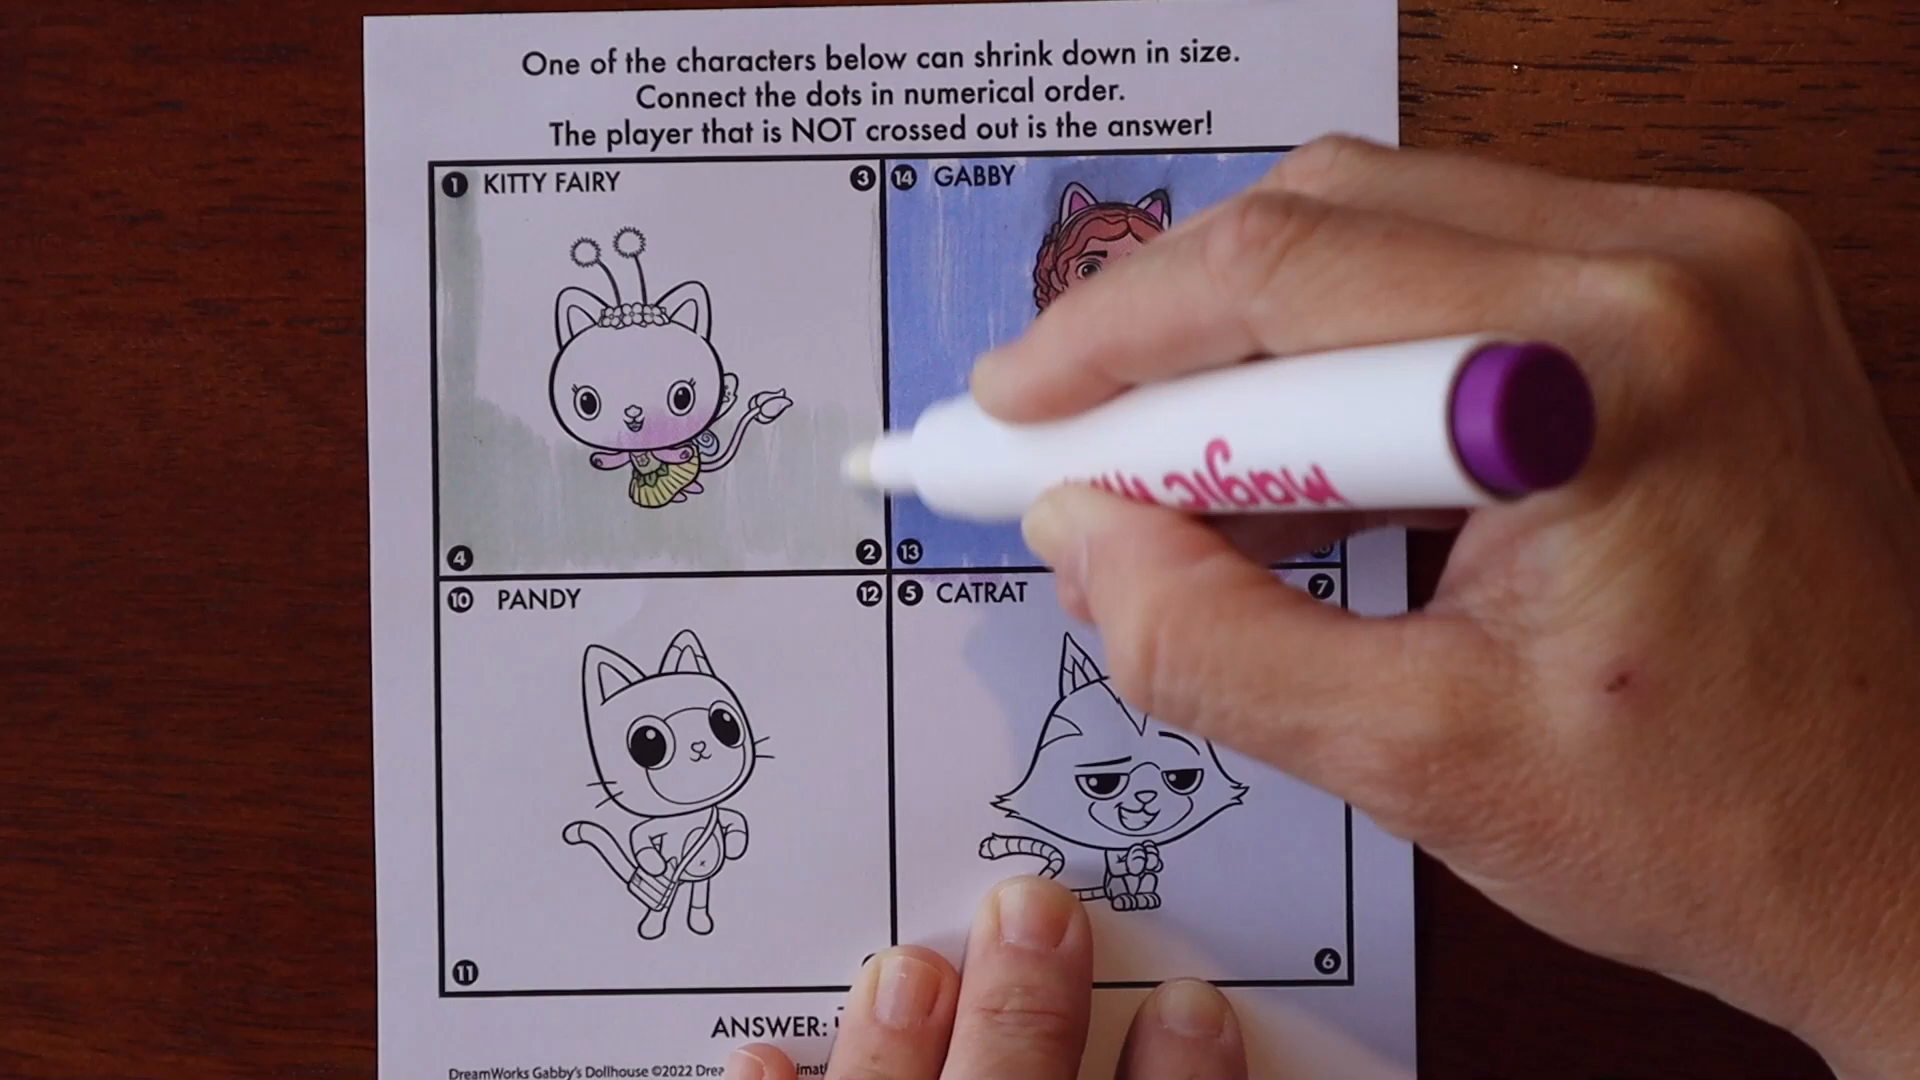 One of the characters below can shrink down in size.
Connect the dots in numerical order.
The player that is NOT crossed out is the answer!
1 KITTY FAIRY 3
14 GABBY
4 2
13
10 PANDY 12
5 CATRAT 7
11
6
ANSWER:
DreamWorks Gabby's Dollhouse ©2022
magic